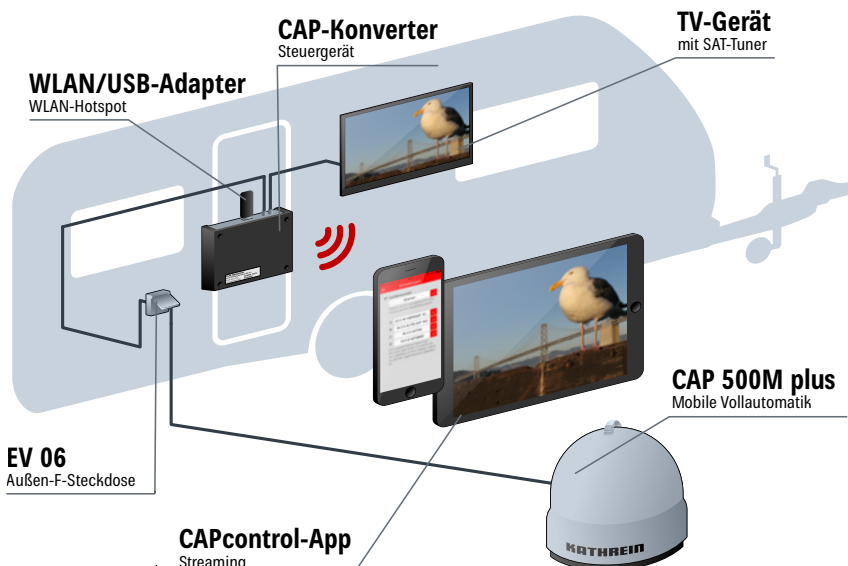 CAP-Konverter
Steuergerät
TV-Gerät
mit SAT-Tuner
WLAN/USB-Adapter
WLAN-Hotspot
CAP 500M plus
Mobile Vollautomatik
EV 06
Außen-F-Steckdose
CAPcontrol-App
Streaming
KATHREIN